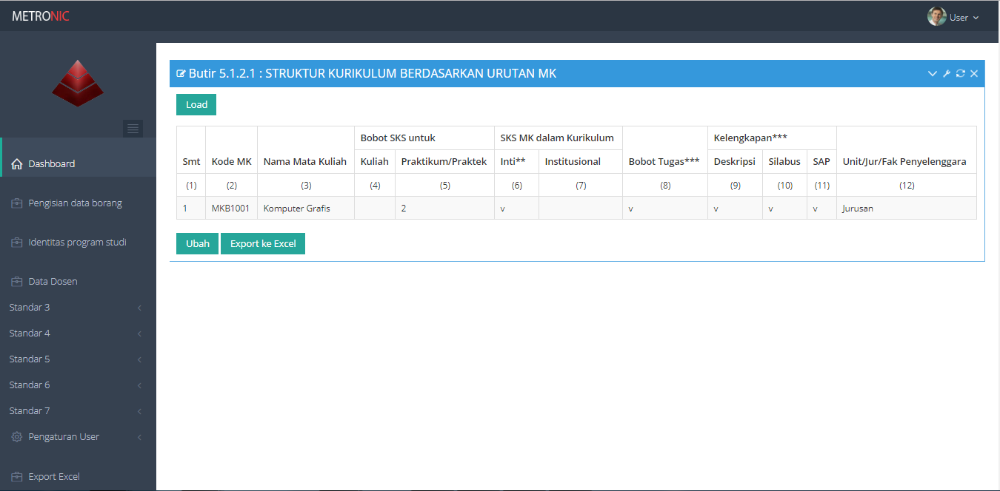 METRONIC
User
Dashboard
Pengisian data borang
Identitas program studi
Data Dosen
Standar 3
Standar 4
Standar 5
Standar 6
Standar 7
Pengaturan User
Export Excel
Butir 5.1.2.1 : STRUKTUR KURIKULUM BERDASARKAN URUTAN MK
Load
Bobot SKS untuk SKS MK dalam Kurikulum Kelengkapan***
Smt Kode MK Nama Mata Kuliah Kuliah Praktikum/Praktek Inti** Institusional Bobot Tugas*** Deskripsi Silabus SAP Unit/Jur/Fak Penyelenggara
(1) (2) (3) (4) (5) (6) (7) (8) (9) (10) (11) (12)
1 MKB1001 Komputer Grafis 2 v v v v v Jurusan
Ubah Export ke Excel